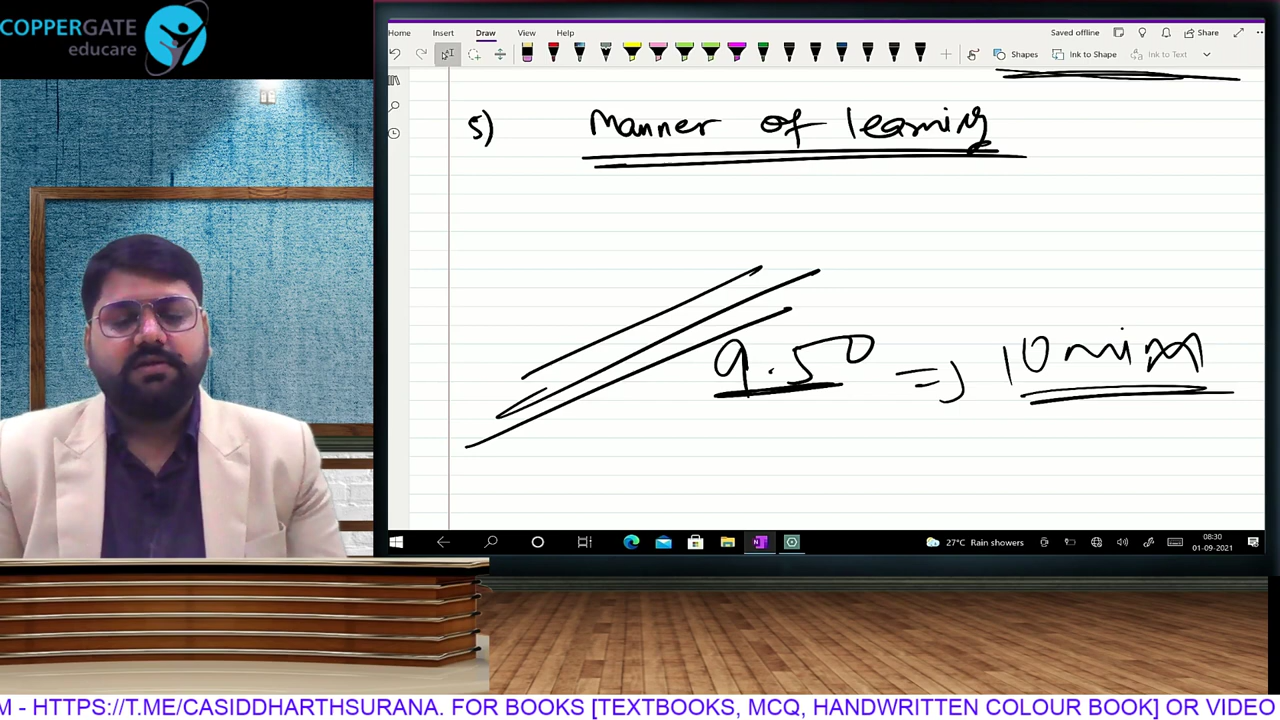 COPPERGATE
educare
Home Insert Draw View Help
Saved offline
Share
Shapes
Ink to Shape
Ink to Text
5) Manner of learning
9.50 => 10 min
27°C Rain showers
08:30
01-09-2021
M - HTTPS://T.ME/CASIDDHARTHSURANA. FOR BOOKS [TEXTBOOKS, MCQ, HANDWRITTEN COLOUR BOOK] OR VIDEO